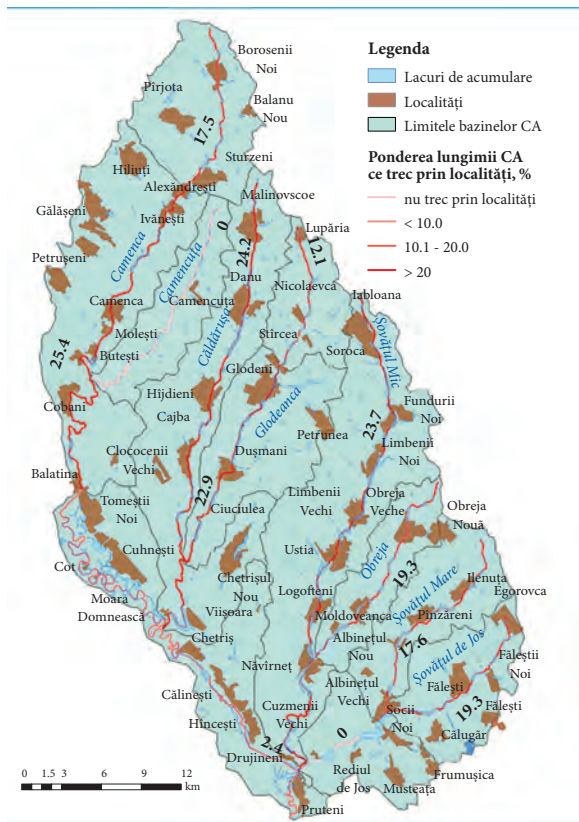 Legenda
Lacuri de acumulare
Localități
Limitele bazinelor CA
Ponderea lungimii CA
ce trec prin localități, %
nu trec prin localități
< 10.0
10.1 - 20.0
> 20
Borosenii
Noi
Pîrjota
Balanu
Nou
17.5
Sturzeni
Hiliuți
Alexăndrești
Malinovscoe
Gălășeni
Ivănești
0
Lupăria
24.2
12.1
Petrușeni
Camenca
Camencuța
Danu
Nicolaevca
Iabloana
Camenca
Camencuța
Șovățul Mic
Molești
Căldărușa
Stîrcea
Soroca
25.4
Butești
Glodeni
Cobani
Hijdieni
Glodeanca
Fundurii
Noi
Cajba
Petrunea
23.7
Limbenii
Noi
Clococenii
Vechi
Dușmani
Balatina
22.9
Limbenii
Vechi
Obreja
Veche
Obreja
Nouă
Tomeștii
Noi
Ciuciulea
Cuhnești
Ustia
Obreja
19.3
Cot
Chetrișul
Nou
Logofteni
Șovățul Mare
Ilenuța
Egorovca
Moara
Domnească
Viișoara
Moldoveanca
Pînzăreni
Chetriș
Albinețul
Nou
17.6
Șovățul de Jos
Făleștii
Noi
Năvîrneț
Albinețul
Vechi
Fălești
Călinești
Cuzmenii
Vechi
Socii
Noi
19.3
Fălești
Hîncești
0
Călugăr
2.4
Drujineni
Rediul
de Jos
Frumușica
Musteața
Pruteni
0 1.5 3 6 9 12
km